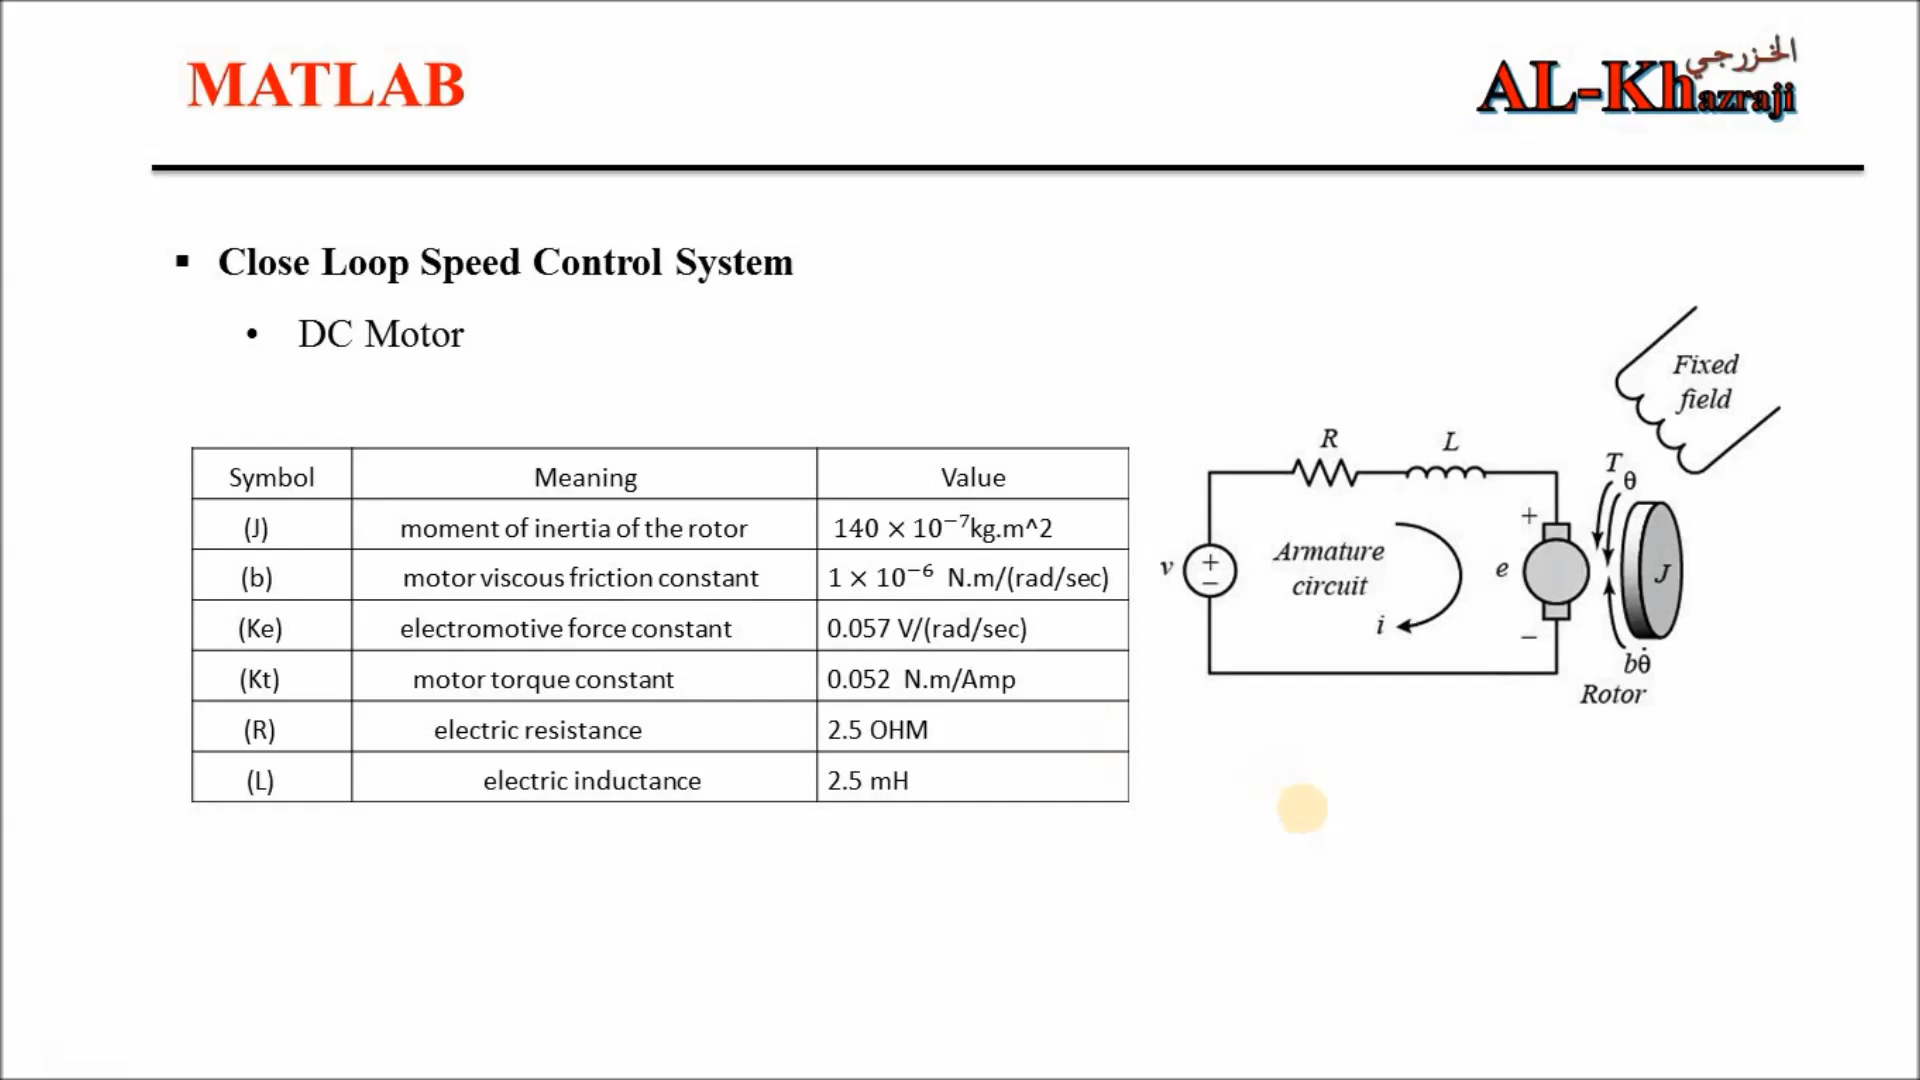 MATLAB
الخزرجي
AL-Khazraji
▪ Close Loop Speed Control System
• DC Motor
Symbol Meaning Value
(J) moment of inertia of the rotor 140 × 10⁻⁷kg.m^2
(b) motor viscous friction constant 1 × 10⁻⁶ N.m/(rad/sec)
(Ke) electromotive force constant 0.057 V/(rad/sec)
(Kt) motor torque constant 0.052 N.m/Amp
(R) electric resistance 2.5 OHM
(L) electric inductance 2.5 mH
Fixed
field
R L
T θ
+
v + − Armature
circuit
e J
i
−
bθ̇
Rotor